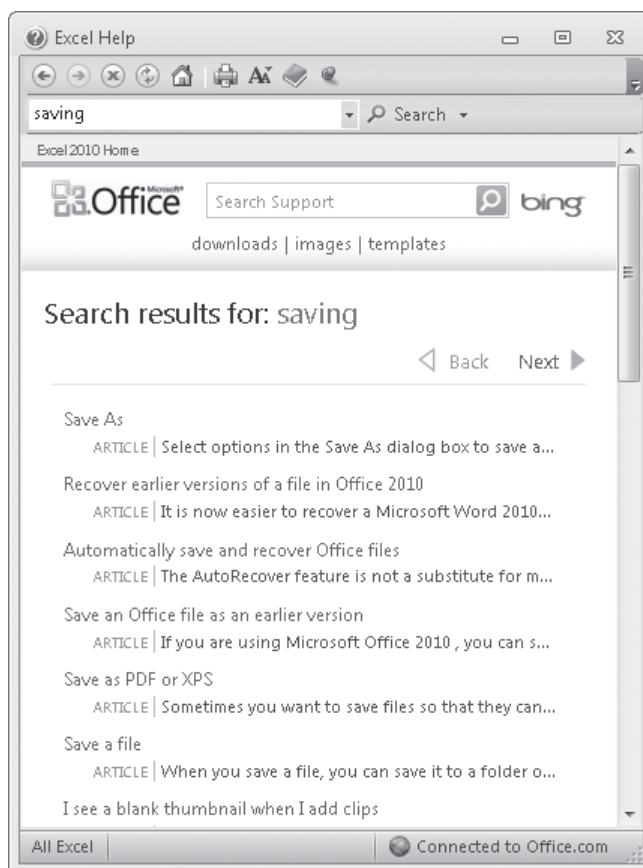 Excel Help
saving
Search
Excel 2010 Home
Microsoft®
Office
Search Support
bing
downloads | images | templates
Search results for: saving
Back Next
Save As
ARTICLE | Select options in the Save As dialog box to save a...
Recover earlier versions of a file in Office 2010
ARTICLE | It is now easier to recover a Microsoft Word 2010...
Automatically save and recover Office files
ARTICLE | The AutoRecover feature is not a substitute for m...
Save an Office file as an earlier version
ARTICLE | If you are using Microsoft Office 2010 , you can s...
Save as PDF or XPS
ARTICLE | Sometimes you want to save files so that they can...
Save a file
ARTICLE | When you save a file, you can save it to a folder o...
I see a blank thumbnail when I add clips
All Excel
Connected to Office.com